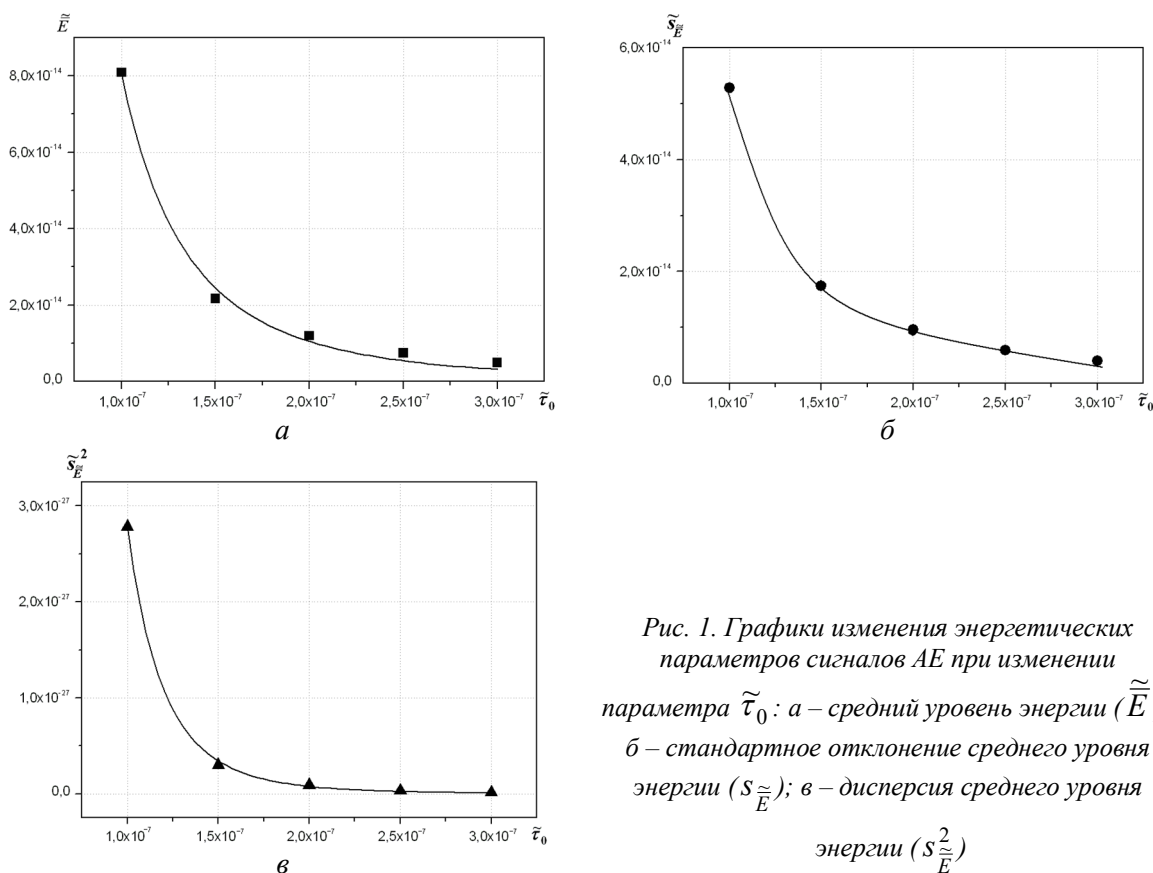 Ẽ̄
8,0x10⁻¹⁴
6,0x10⁻¹⁴
4,0x10⁻¹⁴
2,0x10⁻¹⁴
0,0
1,0x10⁻⁷ 1,5x10⁻⁷ 2,0x10⁻⁷ 2,5x10⁻⁷ 3,0x10⁻⁷ τ̃₀
а
s̃_Ẽ̄
6,0x10⁻¹⁴
4,0x10⁻¹⁴
2,0x10⁻¹⁴
0,0
1,0x10⁻⁷ 1,5x10⁻⁷ 2,0x10⁻⁷ 2,5x10⁻⁷ 3,0x10⁻⁷ τ̃₀
б
s̃_Ẽ̄²
3,0x10⁻²⁷
2,0x10⁻²⁷
1,0x10⁻²⁷
0,0
1,0x10⁻⁷ 1,5x10⁻⁷ 2,0x10⁻⁷ 2,5x10⁻⁷ 3,0x10⁻⁷ τ̃₀
в
Рис. 1. Графики изменения энергетических
параметров сигналов АЕ при изменении
параметра τ̃₀ : а – средний уровень энергии (Ẽ̄
б – стандартное отклонение среднего уровня
энергии (s_Ẽ̄); в – дисперсия среднего уровня
энергии (s²_Ẽ̄)